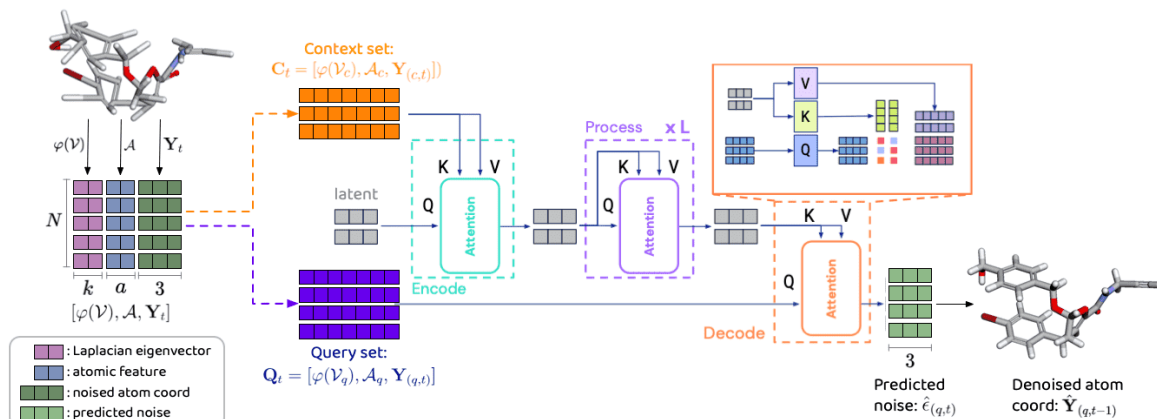 Context set:
C_t = [φ(V_c), A_c, Y_(c,t)])
φ(V)
A
Y_t
N
k
a
3
[φ(V), A, Y_t]
: Laplacian eigenvector
: atomic feature
: noised atom coord
: predicted noise
latent
K
V
Q
Attention
Encode
Process
x L
K
V
Q
Attention
V
K
Q
K
V
Q
Attention
Decode
Query set:
Q_t = [φ(V_q), A_q, Y_(q,t)]
3
Predicted
noise: ε̂_(q,t)
Denoised atom
coord: Ŷ_(q,t−1)